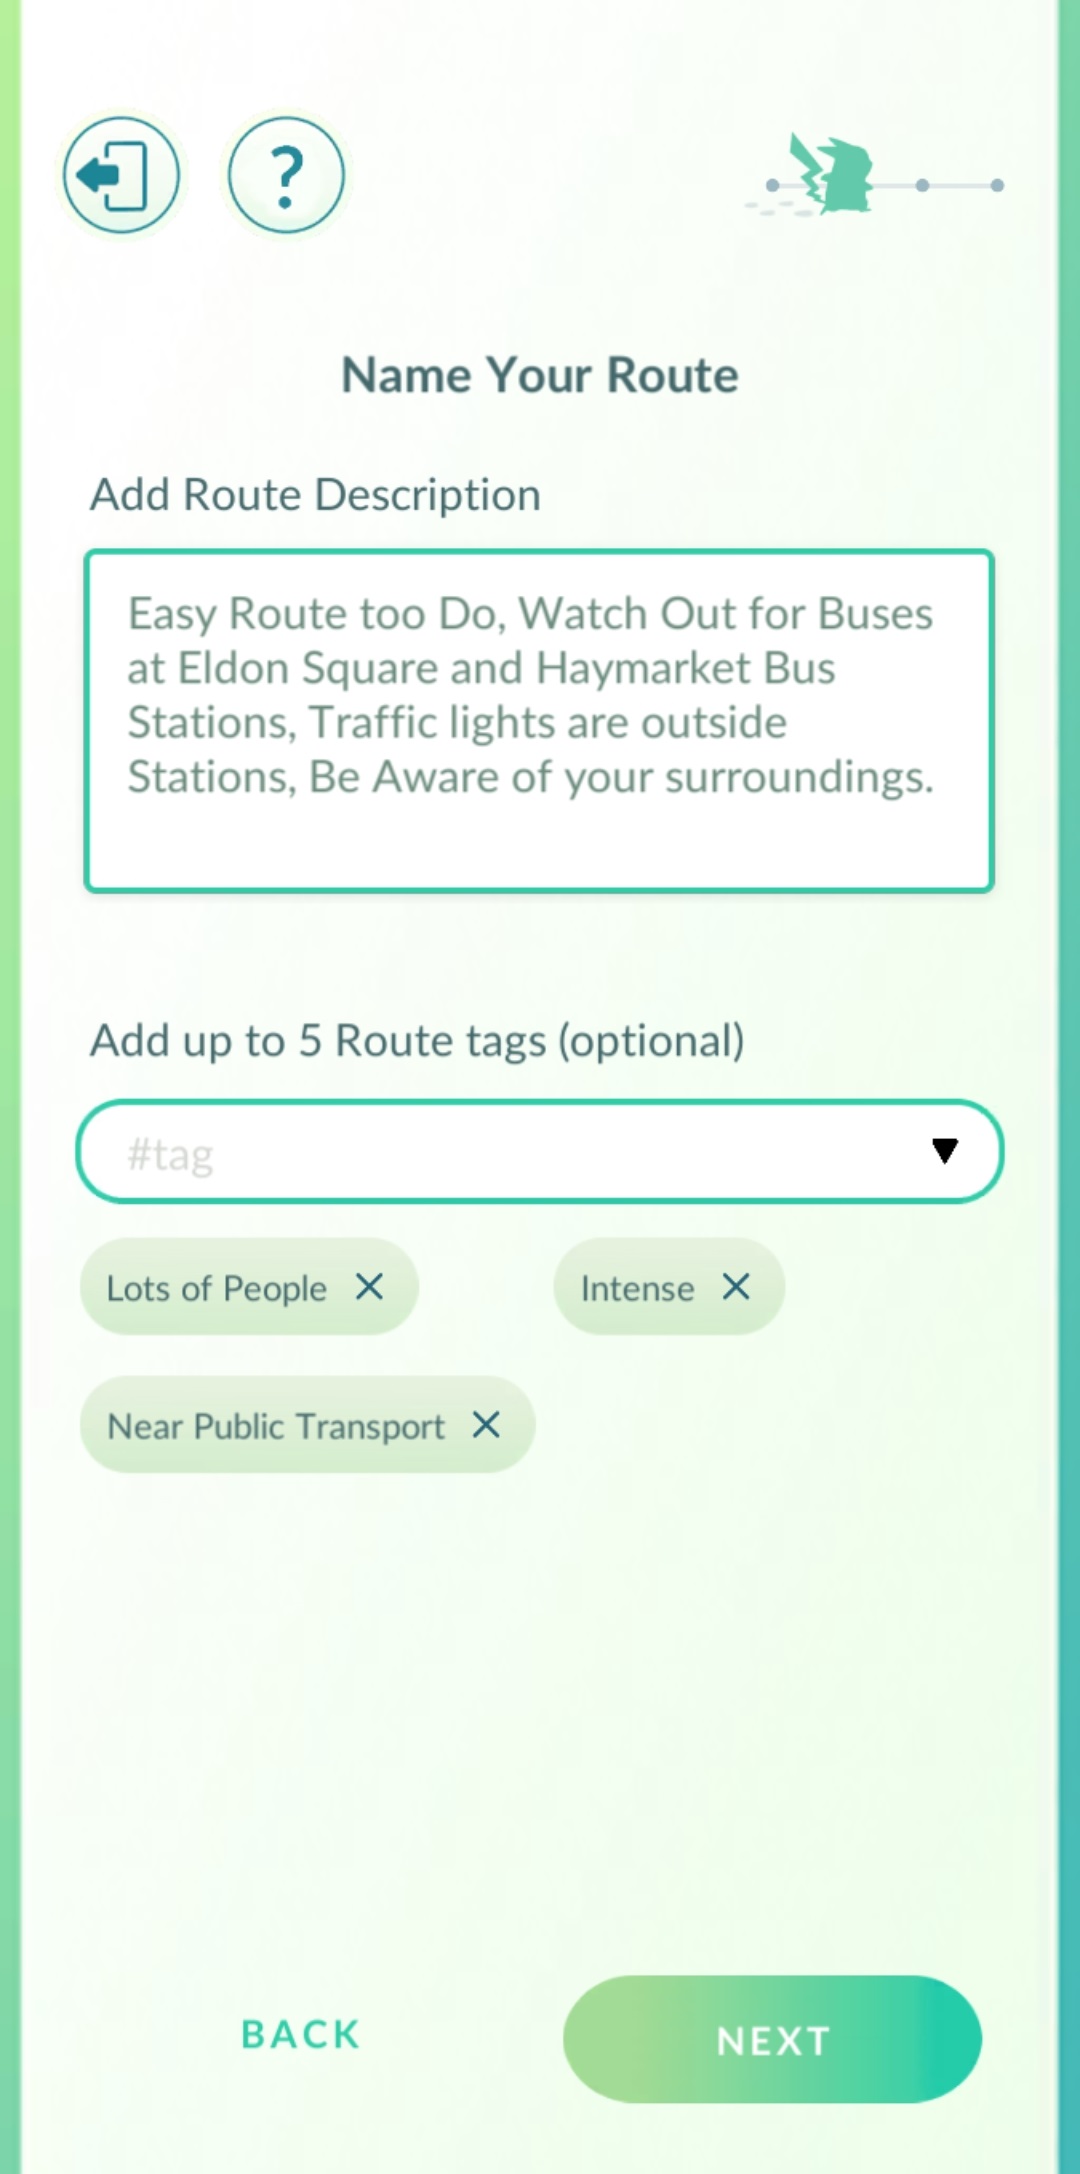 ?
Name Your Route
Add Route Description
Easy Route too Do, Watch Out for Buses
at Eldon Square and Haymarket Bus
Stations, Traffic lights are outside
Stations, Be Aware of your surroundings.
Add up to 5 Route tags (optional)
#tag
Lots of People ✕ Intense ✕
Near Public Transport ✕
BACK NEXT